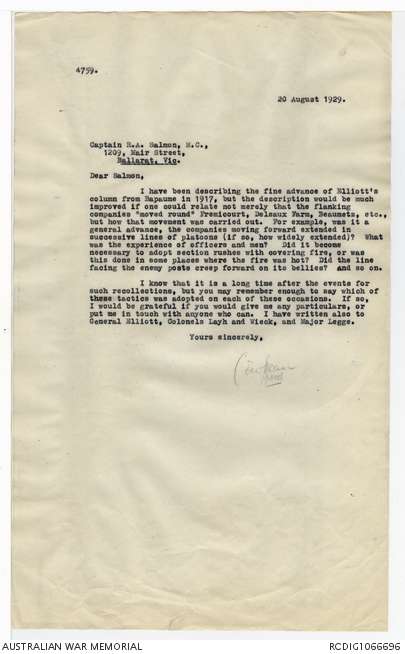 4759.
20 August 1929.
Captain R.A. Salmon, M.C.,
1209, Mair Street,
Ballarat, Vic.
Dear Salmon,
I have been describing the fine advance of Elliott's
column from Bapaume in 1917, but the description would be much
improved if one could relate not merely that the flanking
companies "moved round" Fremicourt, Delsaux Farm, Beaumetz, etc.,
but how that movement was carried out. For example, was it a
general advance, the companies moving forward extended in
successive lines of platoons (if so, how widely extended)? What
was the experience of officers and men? Did it become
necessary to adopt section rushes with covering fire, or was
this done in some places where the fire was hot? Did the line
facing the enemy posts creep forward on its bellies? And so on.
I know that it is a long time after the events for
such recollections, but you may remember enough to say which of
these tactics was adopted on each of these occasions. If so,
I would be grateful if you would give me any particulars, or
put me in touch with anyone who can. I have written also to
General Elliott, Colonels Layh and Wieck, and Major Legge.
Yours sincerely,
AUSTRALIAN WAR MEMORIAL
RCDIG1066696